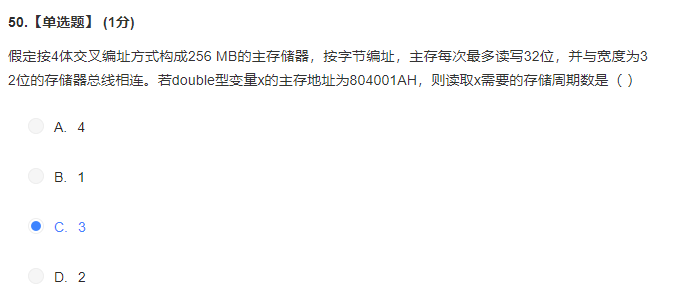 50.【单选题】 (1分)
假定按4体交叉编址方式构成256 MB的主存储器，按字节编址，主存每次最多读写32位，并与宽度为3
2位的存储器总线相连。若double型变量x的主存地址为804001AH，则读取x需要的存储周期数是（ ）
A. 4
B. 1
C. 3
D. 2